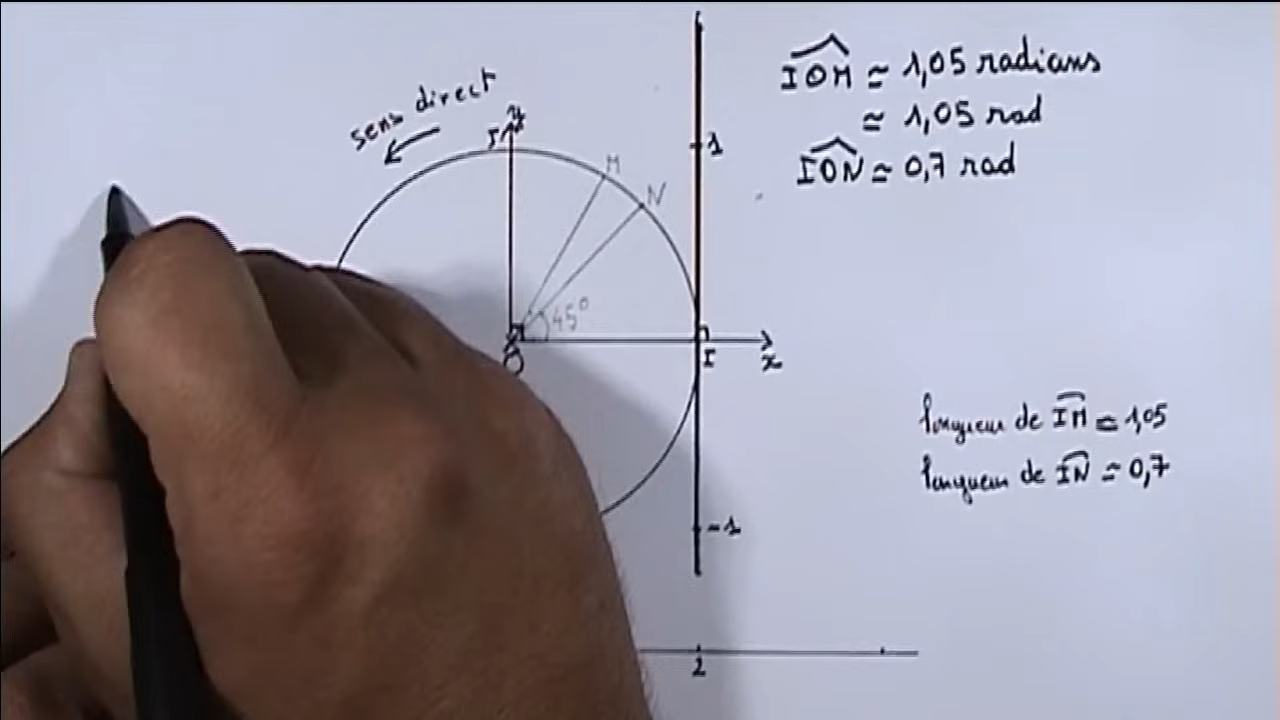 IOM ≃ 1,05 radians
≃ 1,05 rad
ION ≃ 0,7 rad
sens direct
y
J
1
M
N
45°
O
I
x
longueur de IM ≃ 1,05
longueur de IN ≃ 0,7
-1
2